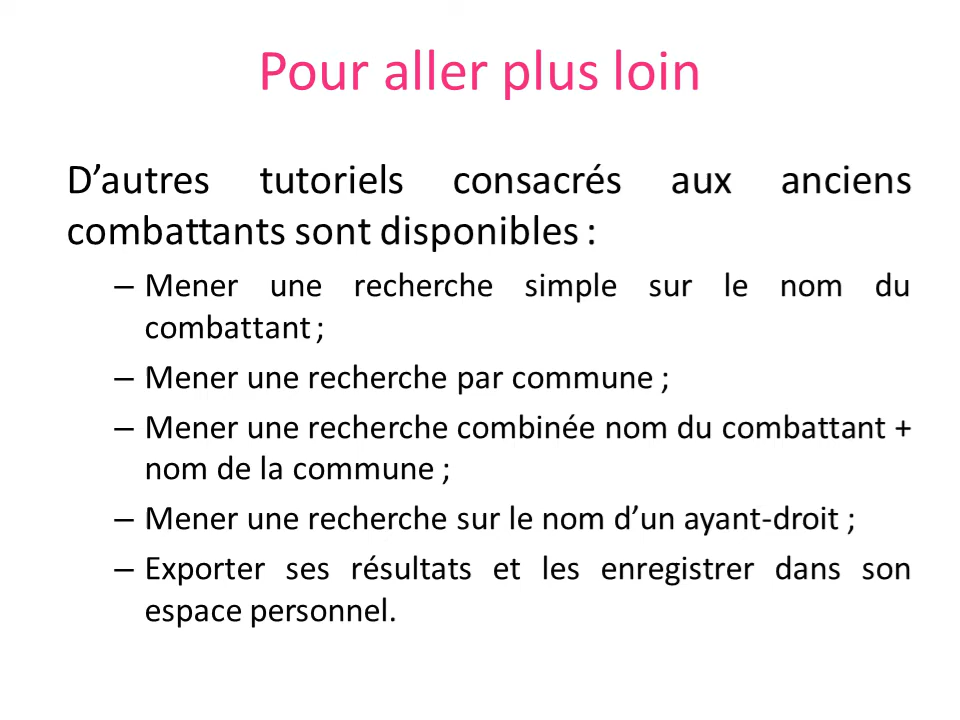 Pour aller plus loin
D’autres tutoriels consacrés aux anciens
combattants sont disponibles :
– Mener une recherche simple sur le nom du
combattant ;
– Mener une recherche par commune ;
– Mener une recherche combinée nom du combattant +
nom de la commune ;
– Mener une recherche sur le nom d’un ayant-droit ;
– Exporter ses résultats et les enregistrer dans son
espace personnel.